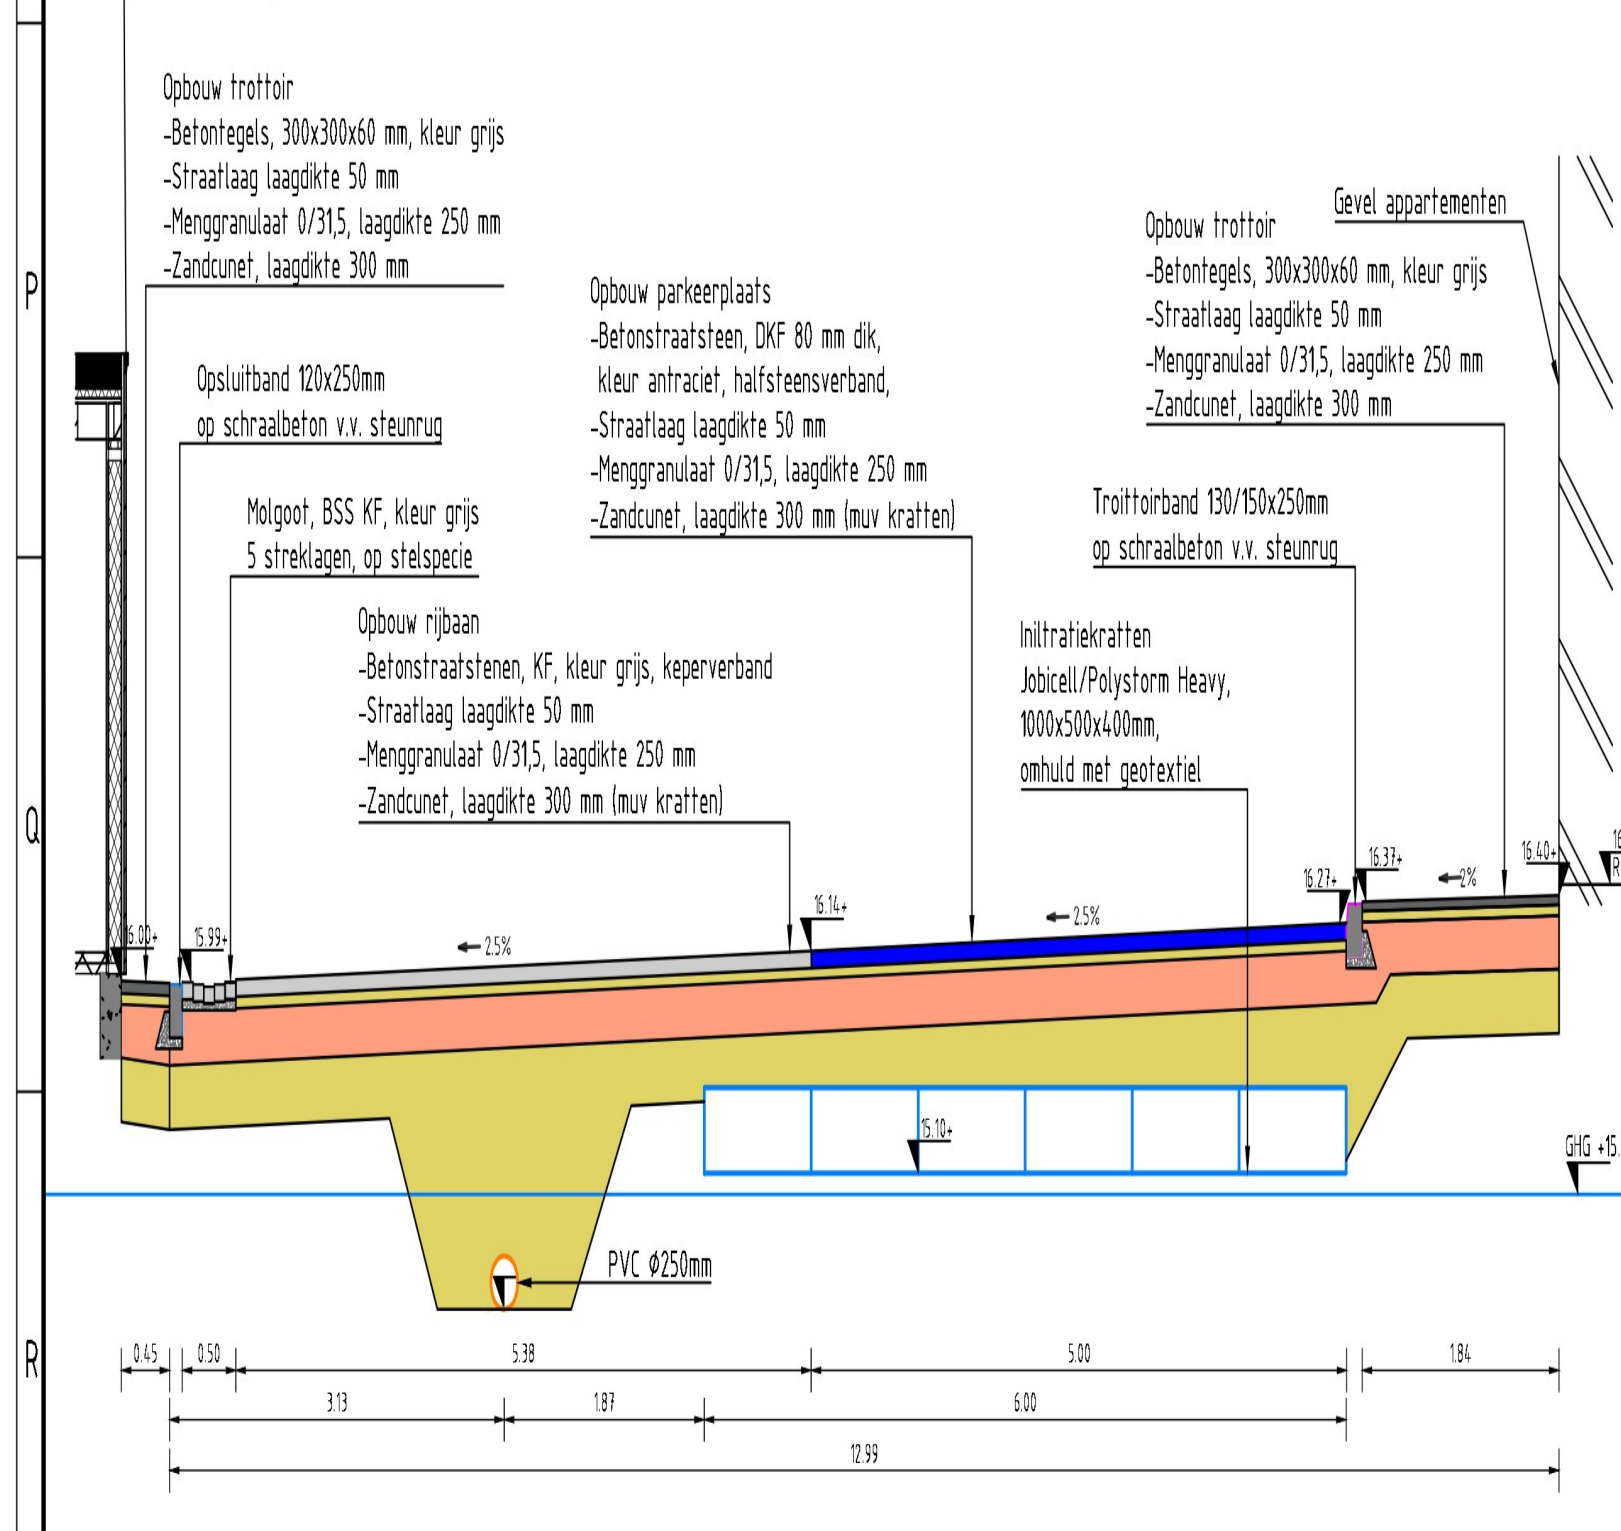 Opbouw trottoir
-Betontegels, 300x300x60 mm, kleur grijs
-Straatlaag laagdikte 50 mm
-Menggranulaat 0/31,5, laagdikte 250 mm
-Zandcunet, laagdikte 300 mm
Gevel appartementen
Opbouw trottoir
-Betontegels, 300x300x60 mm, kleur grijs
-Straatlaag laagdikte 50 mm
-Menggranulaat 0/31,5, laagdikte 250 mm
-Zandcunet, laagdikte 300 mm
P
Opbouw parkeerplaats
-Betonstraatsteen, DKF 80 mm dik,
kleur antraciet, halfsteensverband,
-Straatlaag laagdikte 50 mm
-Menggranulaat 0/31,5, laagdikte 250 mm
-Zandcunet, laagdikte 300 mm (muv kratten)
Opsluitband 120x250mm
op schraalbeton v.v. steunrug
Molgoot, BSS KF, kleur grijs
5 streklagen, op stelspecie
Troittoirband 130/150x250mm
op schraalbeton v.v. steunrug
Opbouw rijbaan
-Betonstraatstenen, KF, kleur grijs, keperverband
-Straatlaag laagdikte 50 mm
-Menggranulaat 0/31,5, laagdikte 250 mm
-Zandcunet, laagdikte 300 mm (muv kratten)
Iniltratiekratten
Jobicell/Polystorm Heavy,
1000x500x400mm,
omhuld met geotextiel
Q
16.00+
15.99+
2.5%
16.14+
2.5%
16.27+
16.37+
2%
16.40+
16
R
15.10+
GHG +15.
PVC Ø250mm
R
0.45
0.50
5.38
5.00
1.84
3.13
1.87
6.00
12.99